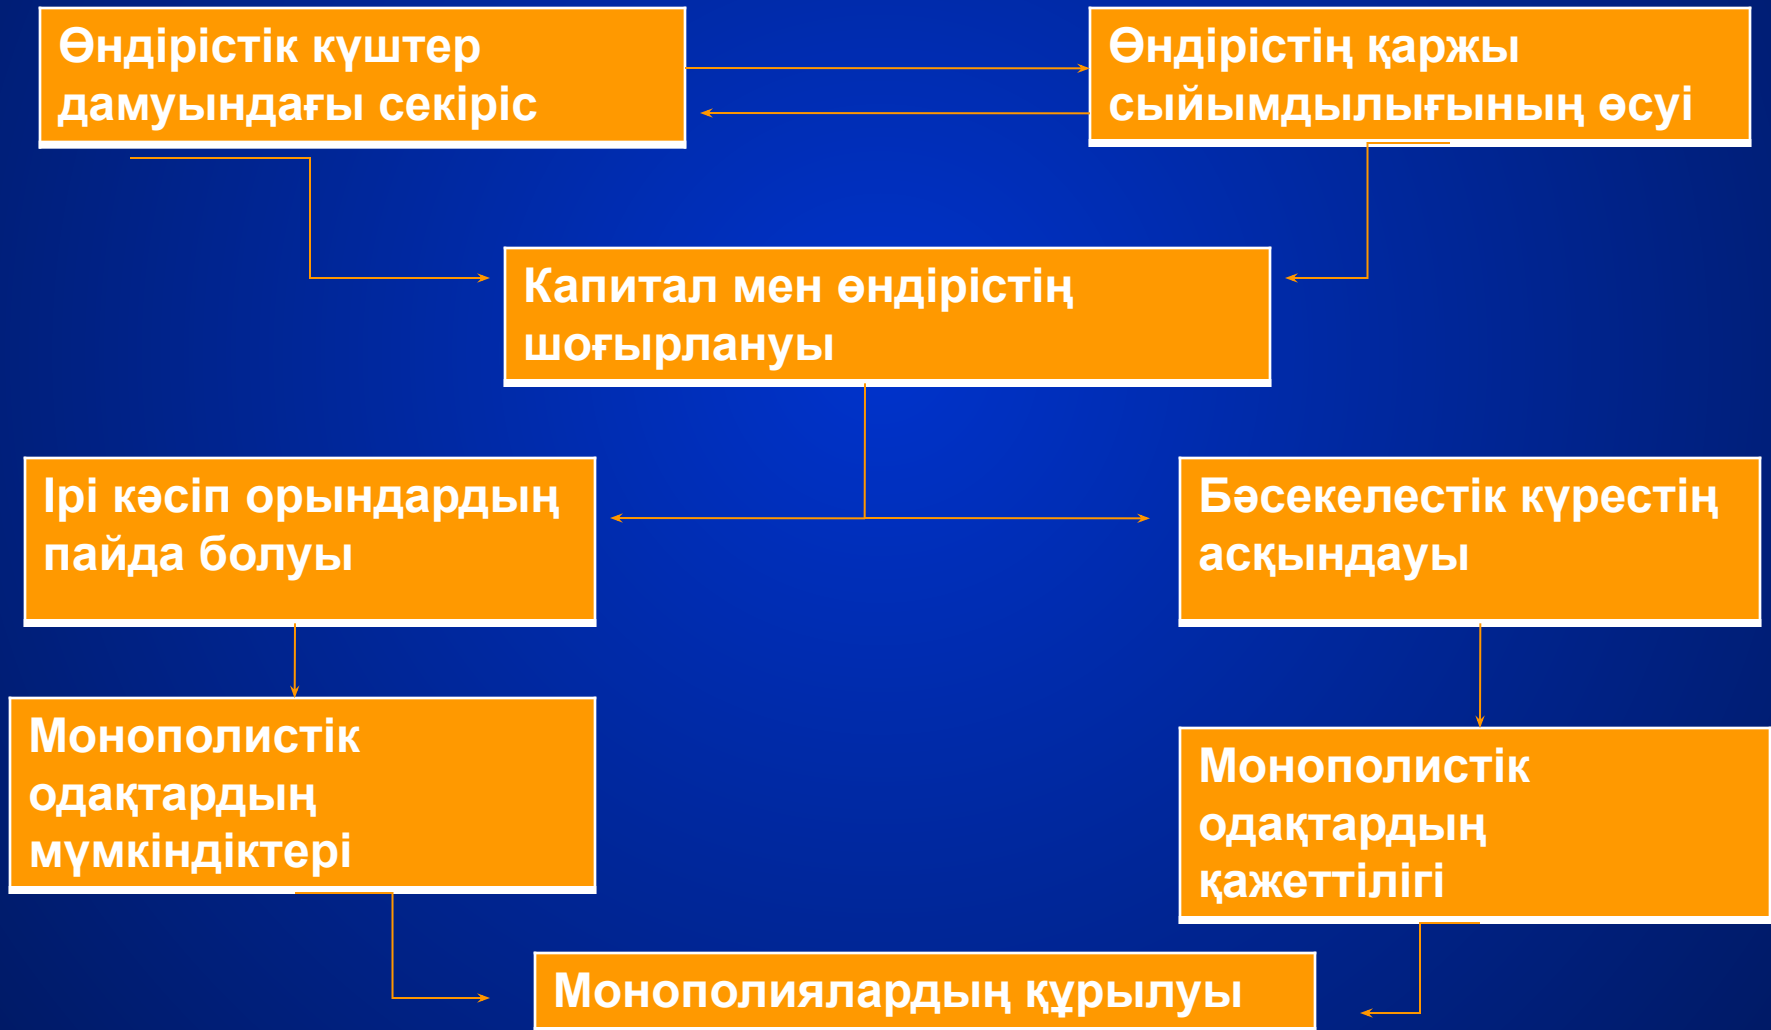 Өндірістік күштер
дамуындағы секіріс
Өндірістің қаржы
сыйымдылығының өсуі
Капитал мен өндірістің
шоғырлануы
Ірі кәсіп орындардың
пайда болуы
Бәсекелестік күрестің
асқындауы
Монополистік
одақтардың
мүмкіндіктері
Монополистік
одақтардың
қажеттілігі
Монополиялардың құрылуы